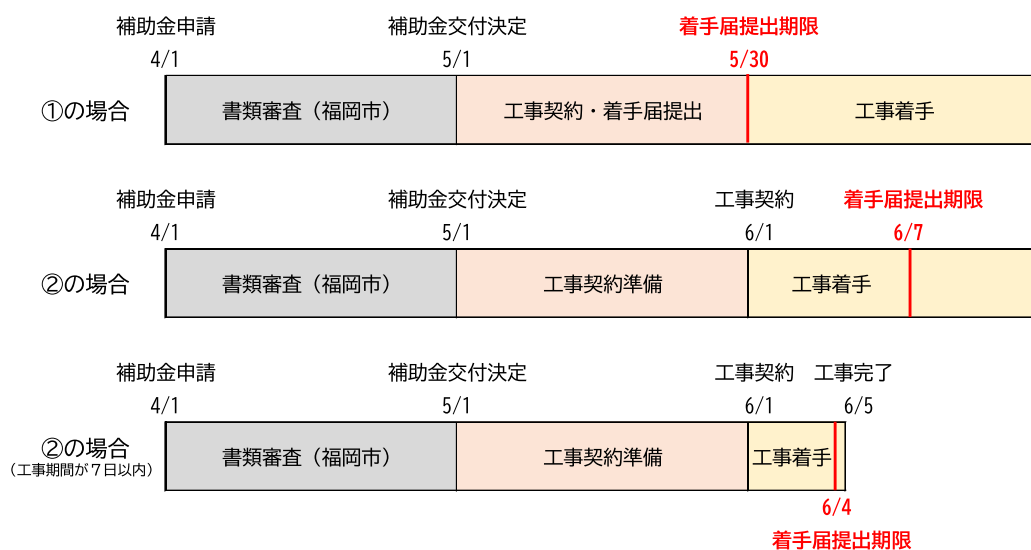 補助金申請 補助金交付決定 着手届提出期限
4/1 5/1 5/30
①の場合 書類審査（福岡市） 工事契約・着手届提出 工事着手
補助金申請 補助金交付決定 工事契約 着手届提出期限
4/1 5/1 6/1 6/7
②の場合 書類審査（福岡市） 工事契約準備 工事着手
補助金申請 補助金交付決定 工事契約 工事完了
4/1 5/1 6/1 6/5
②の場合 書類審査（福岡市） 工事契約準備 工事着手
（工事期間が７日以内）
6/4
着手届提出期限